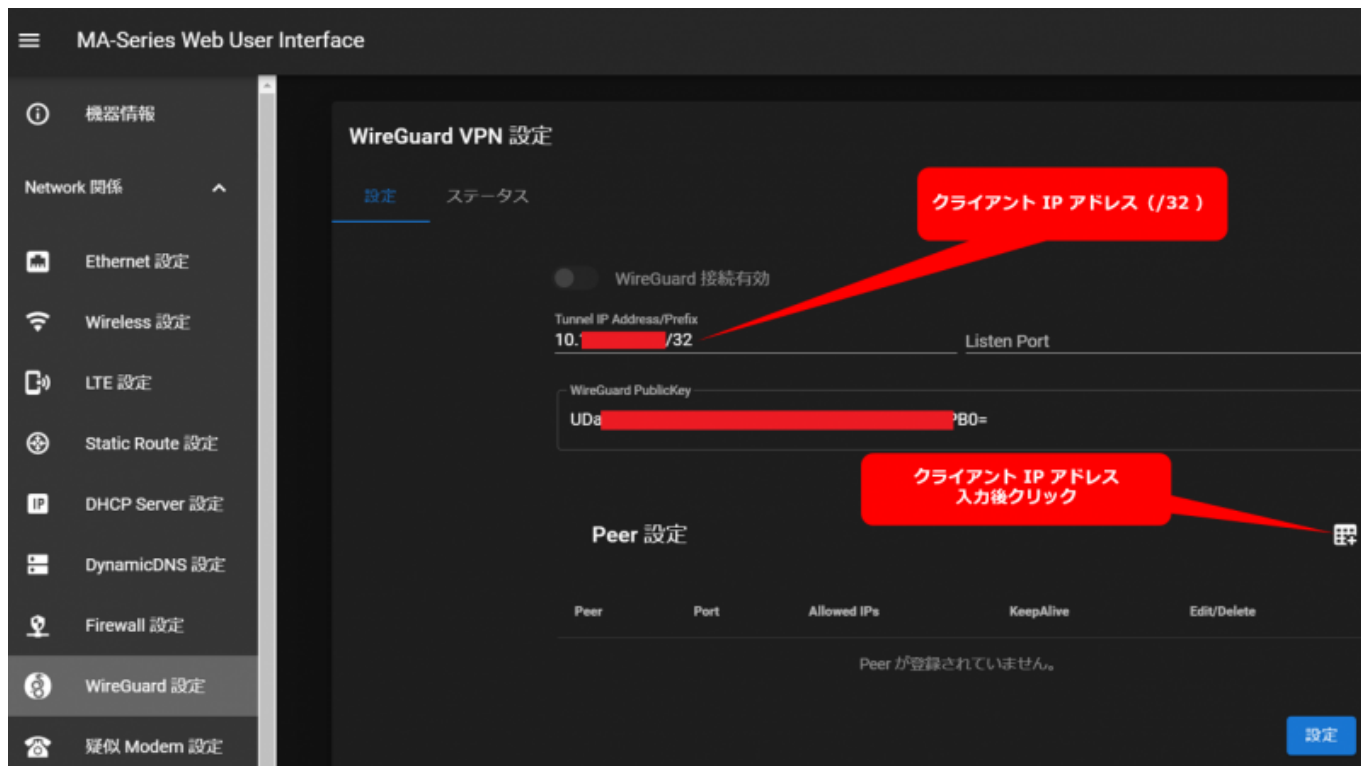 MA-Series Web User Interface
機器情報
Network 関係
Ethernet 設定
Wireless 設定
LTE 設定
Static Route 設定
IP
DHCP Server 設定
DynamicDNS 設定
Firewall 設定
WireGuard 設定
疑似 Modem 設定
WireGuard VPN 設定
設定
ステータス
クライアント IP アドレス（/32 ）
WireGuard 接続有効
Tunnel IP Address/Prefix
10. /32
Listen Port
WireGuard PublicKey
UDa PB0=
クライアント IP アドレス
入力後クリック
Peer 設定
Peer Port Allowed IPs KeepAlive Edit/Delete
Peer が登録されていません。
設定